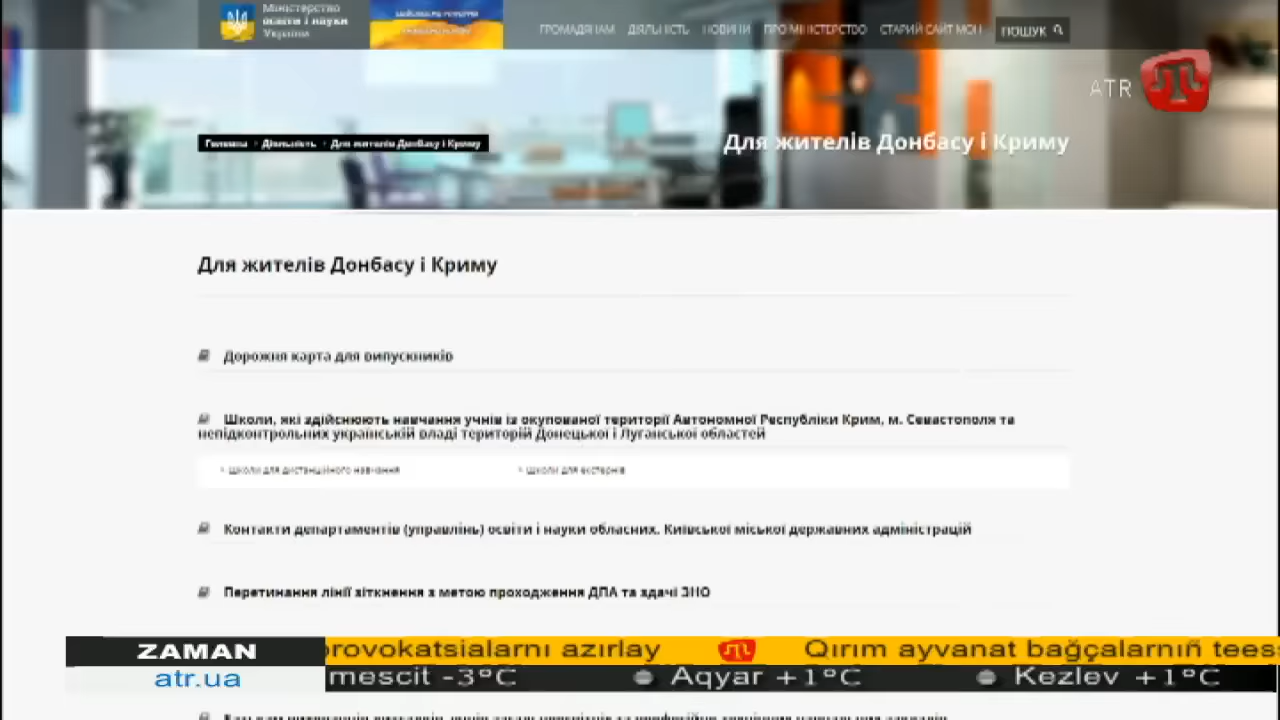 Міністерство
освіти і науки
України
ГРОМАДЯНАМ ДІЯЛЬНІСТЬ НОВИНИ ПРО МІНІСТЕРСТВО СТАРИЙ САЙТ МОН ПОШУК
ATR
Головна Діяльність Для жителів Донбасу і Криму
Для жителів Донбасу і Криму
Для жителів Донбасу і Криму
Дорожня карта для випускників
Школи, які здійснюють навчання учнів із окупованої території Автономної Республіки Крим, м. Севастополя та
непідконтрольних українській владі територій Донецької і Луганської областей
школи для дистанційного навчання школи для екстернів
Контакти департаментів (управлінь) освіти і науки обласних, Київської міської державних адміністрацій
Перетинання лінії зіткнення з метою проходження ДПА та здачі ЗНО
ZAMAN
provokatsialarnı azırlay Qırım ayvanat bağçalarnıñ tees
atr.ua
mescit -3°C Aqyar +1°C Kezlev +1°C